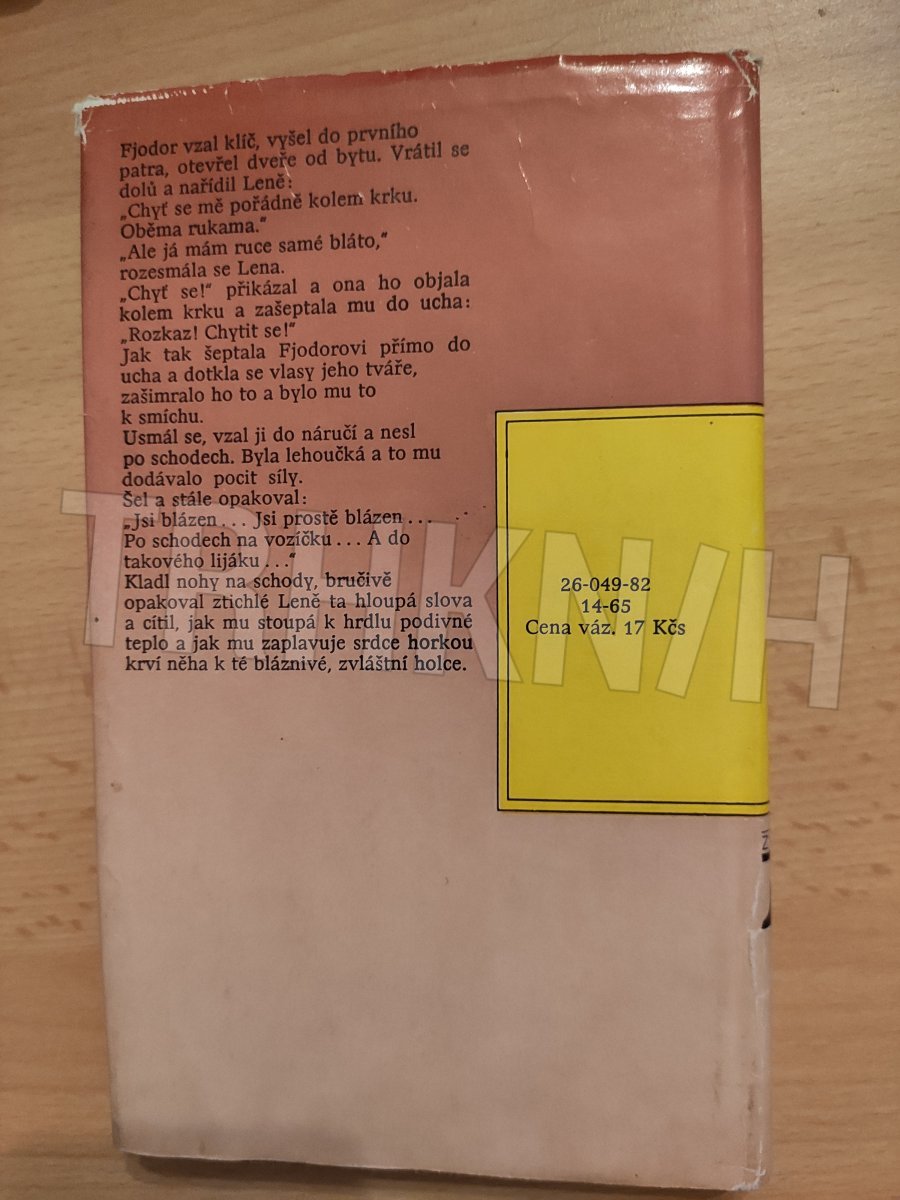 Fjodor vzal klíč, vyšel do prvního
patra, otevřel dveře od bytu. Vrátil se
dolů a nařídil Leně:
„Chyť se mě pořádně kolem krku.
Oběma rukama.“
„Ale já mám ruce samé bláto,“
rozesmála se Lena.
„Chyť se!“ přikázal a ona ho objala
kolem krku a zašeptala mu do ucha:
„Rozkaz! Chytit se!“
Jak tak šeptala Fjodorovi přímo do
ucha a dotkla se vlasy jeho tváře,
zašimralo ho to a bylo mu to
k smíchu.
Usmál se, vzal ji do náručí a nesl
po schodech. Byla lehoučká a to mu
dodávalo pocit síly.
Šel a stále opakoval:
„Jsi blázen... Jsi prostě blázen...
Po schodech na vozíčku... A do
takového lijáku...“
Kladl nohy na schody, bručivě
opakoval ztichlé Leně ta hloupá slova
a cítil, jak mu stoupá k hrdlu podivné
teplo a jak mu zaplavuje srdce horkou
krví něha k té bláznivé, zvláštní holce.
26-049-82
14-65
Cena váz. 17 Kčs